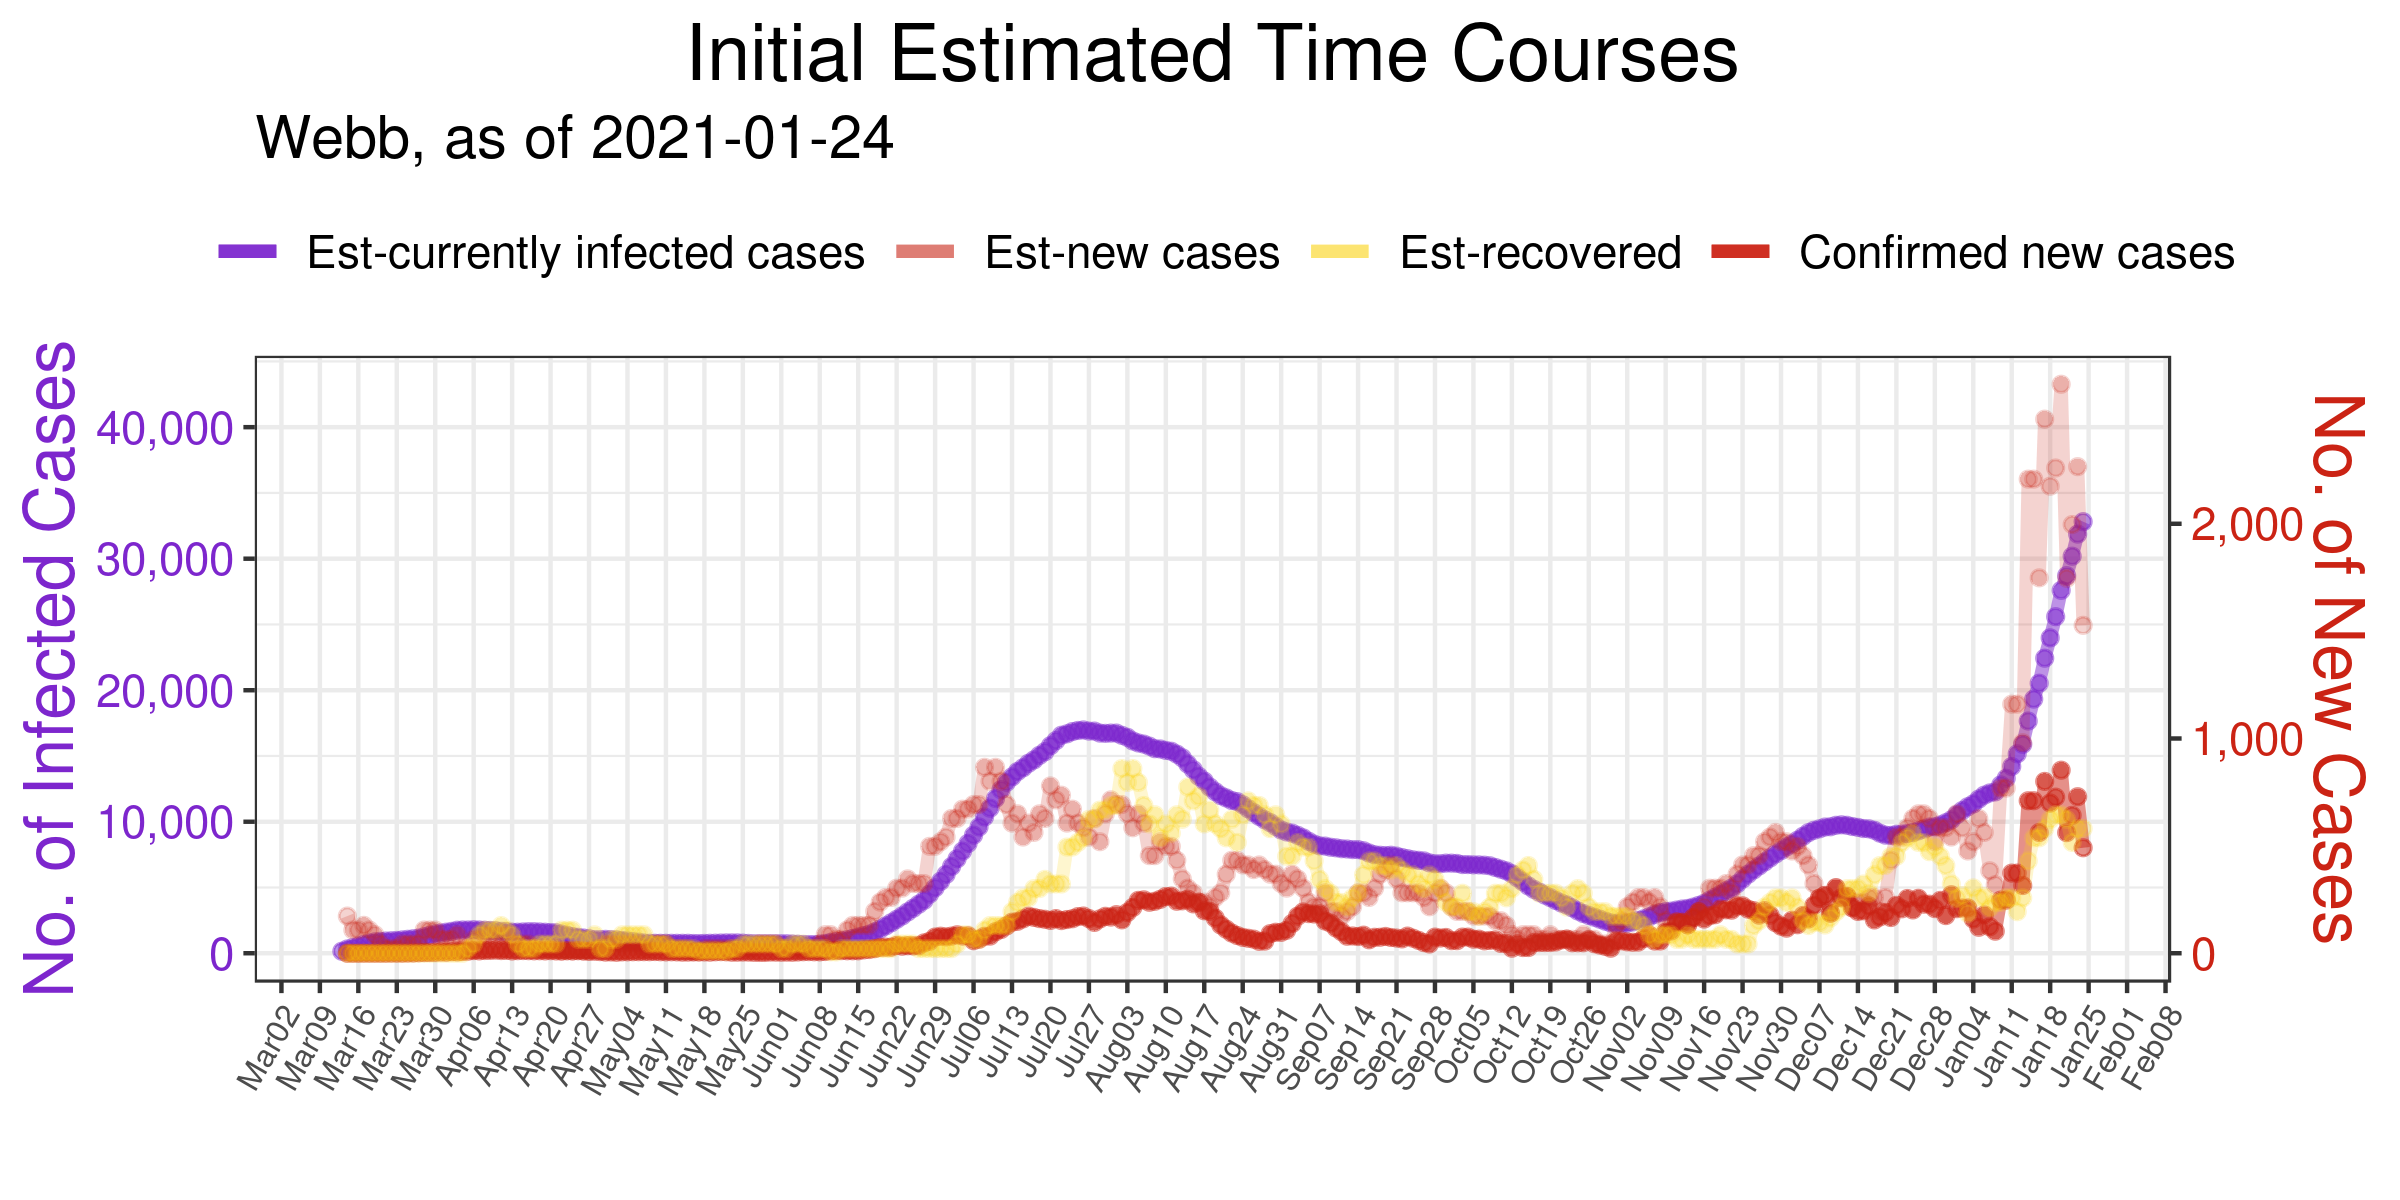 Initial Estimated Time Courses
Webb, as of 2021-01-24
Est-currently infected cases Est-new cases Est-recovered Confirmed new cases
No. of Infected Cases
40,000
30,000
20,000
10,000
0
2,000
1,000
0
No. of New Cases
Mar02 Mar09 Mar16 Mar23 Mar30 Apr06 Apr13 Apr20 Apr27 May04 May11 May18 May25 Jun01 Jun08 Jun15 Jun22 Jun29 Jul06 Jul13 Jul20 Jul27 Aug03 Aug10 Aug17 Aug24 Aug31 Sep07 Sep14 Sep21 Sep28 Oct05 Oct12 Oct19 Oct26 Nov02 Nov09 Nov16 Nov23 Nov30 Dec07 Dec14 Dec21 Dec28 Jan04 Jan11 Jan18 Jan25 Feb01 Feb08